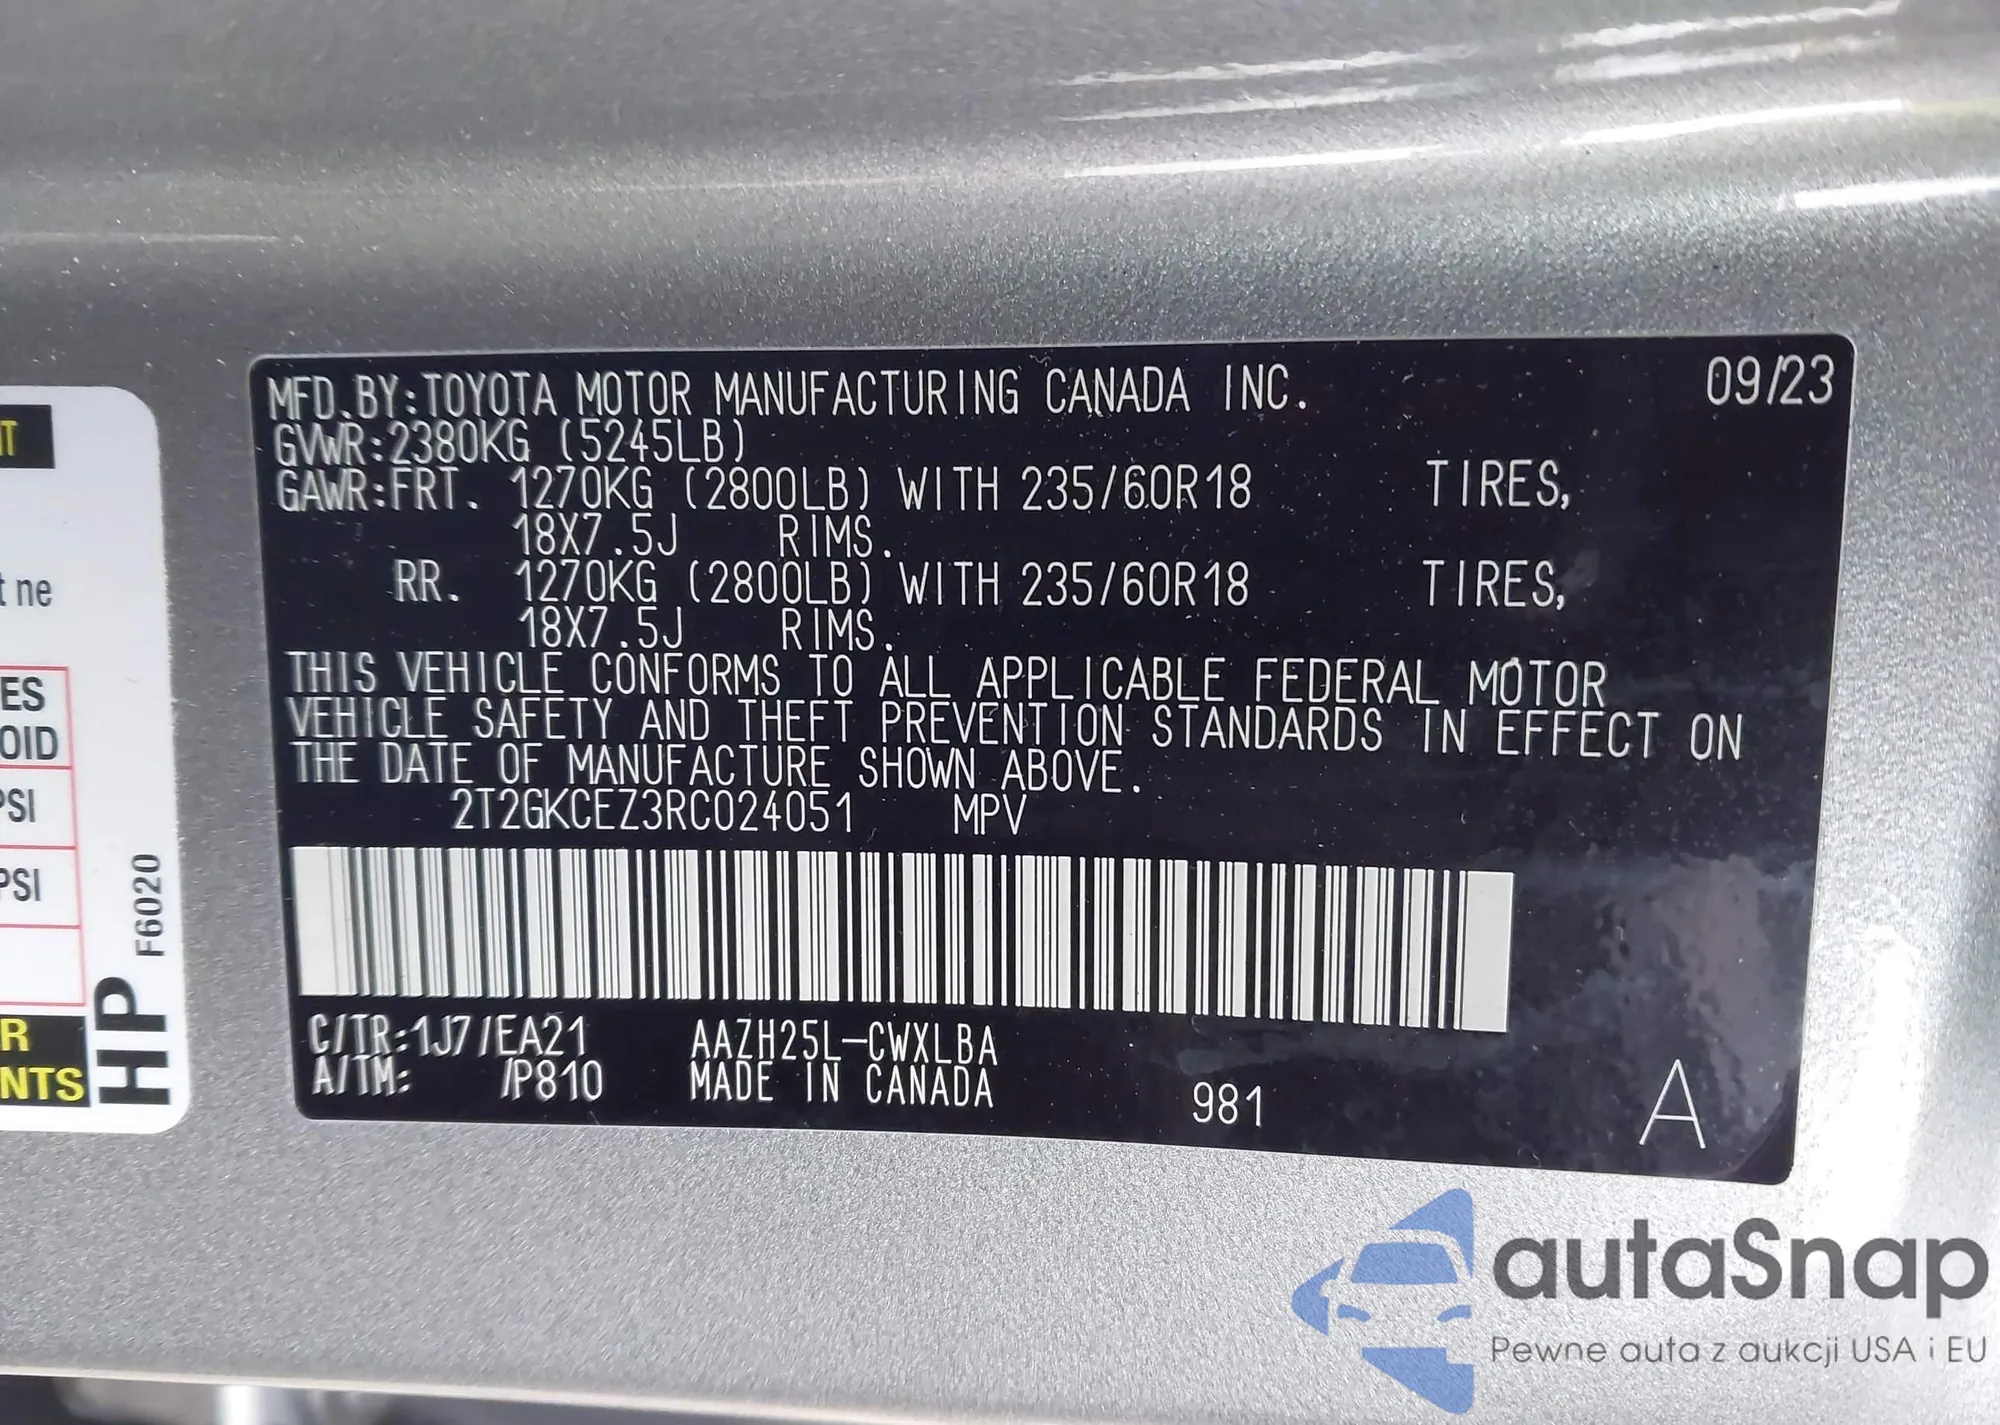 MFD.BY:TOYOTA MOTOR MANUFACTURING CANADA INC. 09/23
GVWR:2380KG (5245LB)
GAWR:FRT. 1270KG (2800LB) WITH 235/60R18 TIRES,
18X7.5J RIMS.
RR. 1270KG (2800LB) WITH 235/60R18 TIRES,
18X7.5J RIMS.
THIS VEHICLE CONFORMS TO ALL APPLICABLE FEDERAL MOTOR
VEHICLE SAFETY AND THEFT PREVENTION STANDARDS IN EFFECT ON
THE DATE OF MANUFACTURE SHOWN ABOVE.
2T2GKCEZ3RC024051 MPV
C/TR:1J7/EA21 AAZH25L-CWXLBA
A/TM: /P810 MADE IN CANADA 981 A
T
t ne
ES
OID
PSI
PSI
R
NTS
HP F6020
autaSnap
Pewne auta z aukcji USA i EU